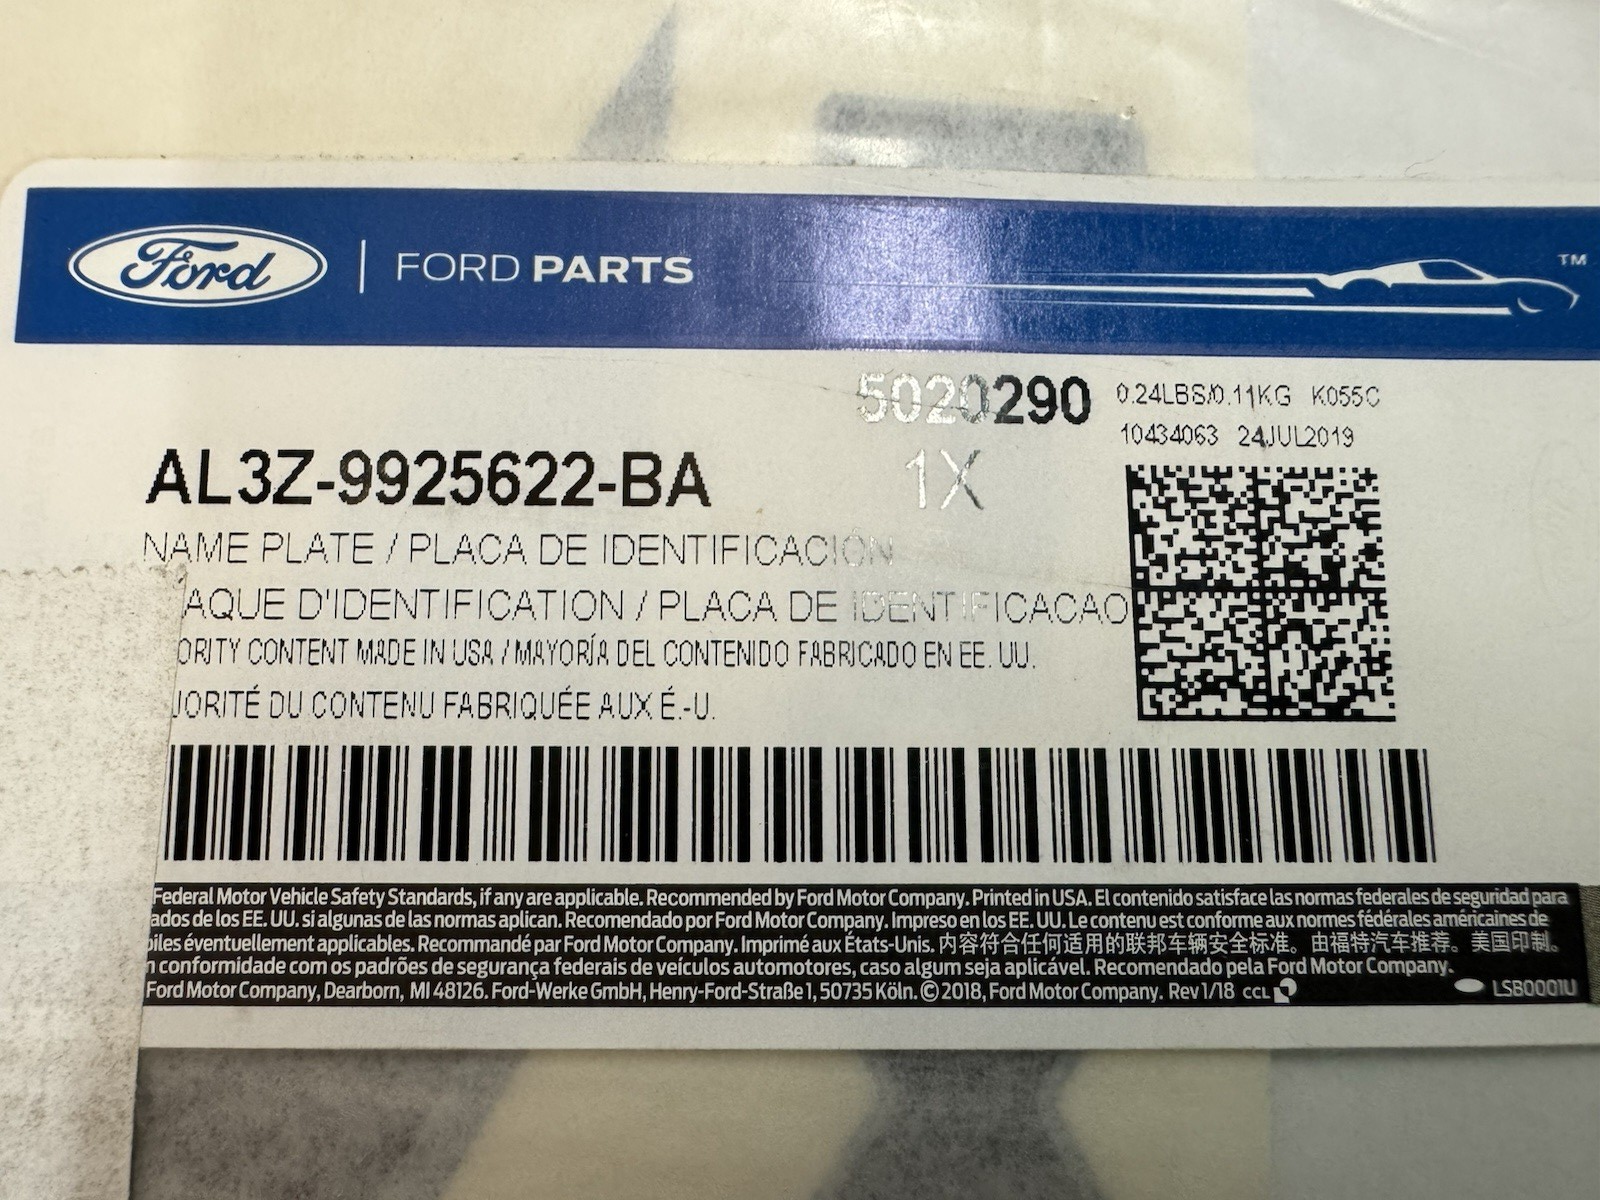 Ford | FORD PARTS ™
5020290 0.24LBS/0.11KG K055C
10434063 24JUL2019
AL3Z-9925622-BA 1X
NAME PLATE / PLACA DE IDENTIFICACIÓN
AQUE D'IDENTIFICATION / PLACA DE IDENTIFICACAO
ORITY CONTENT MADE IN USA / MAYORÍA DEL CONTENIDO FABRICADO EN EE. UU.
JORITÉ DU CONTENU FABRIQUÉE AUX É.-U.
Federal Motor Vehicle Safety Standards, if any are applicable. Recommended by Ford Motor Company. Printed in USA. El contenido satisface las normas federales de seguridad para
ados de los EE. UU. si algunas de las normas aplican. Recomendado por Ford Motor Company. Impreso en los EE. UU. Le contenu est conforme aux normes fédérales américaines de
biles éventuellement applicables. Recommandé par Ford Motor Company. Imprimé aux États-Unis. 内容符合任何适用的联邦车辆安全标准。由福特汽车推荐。美国印制。
n conformidade com os padrões de segurança federais de veículos automotores, caso algum seja aplicável. Recomendado pela Ford Motor Company.
Ford Motor Company, Dearborn, MI 48126. Ford-Werke GmbH, Henry-Ford-Straße 1, 50735 Köln. © 2018, Ford Motor Company. Rev 1/18 CCL LSB0001U